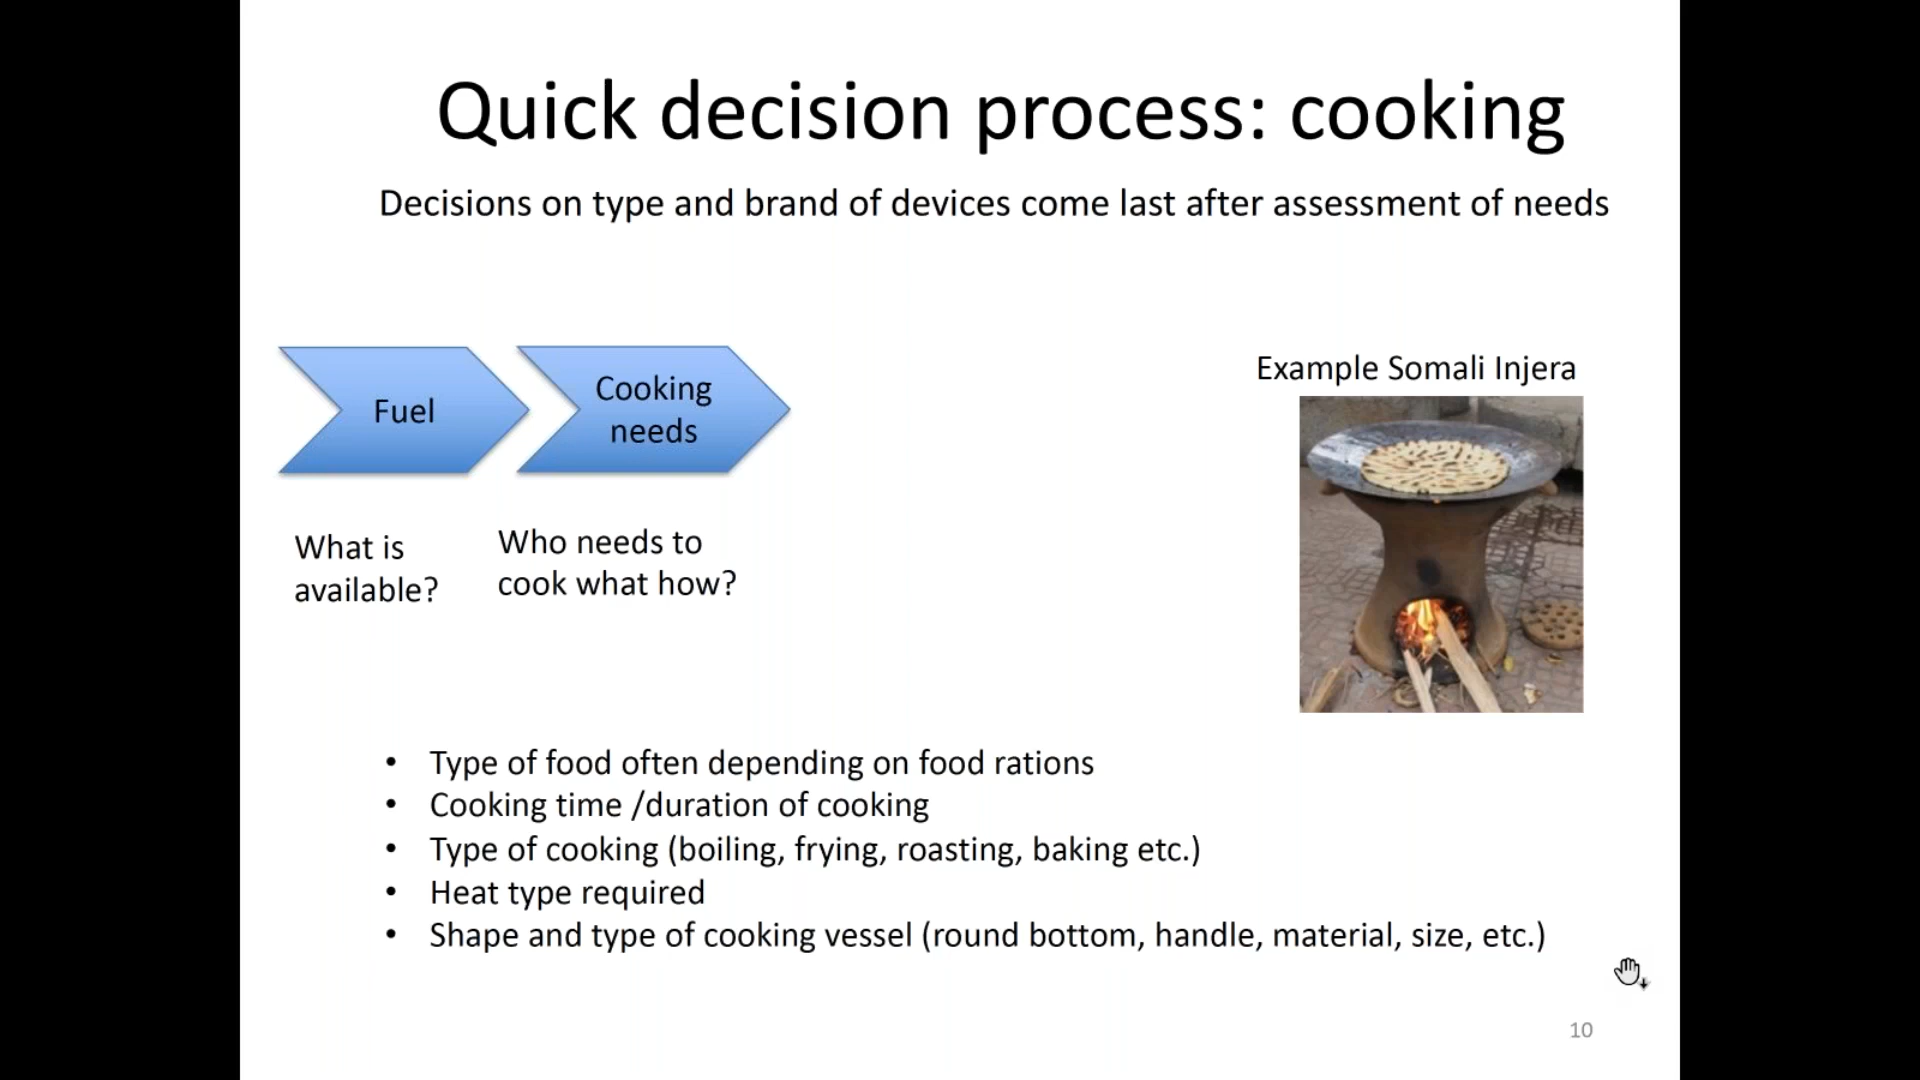 Quick decision process: cooking
Decisions on type and brand of devices come last after assessment of needs
Fuel
Cooking
needs
Example Somali Injera
What is
available?
Who needs to
cook what how?
• Type of food often depending on food rations
• Cooking time /duration of cooking
• Type of cooking (boiling, frying, roasting, baking etc.)
• Heat type required
• Shape and type of cooking vessel (round bottom, handle, material, size, etc.)
10